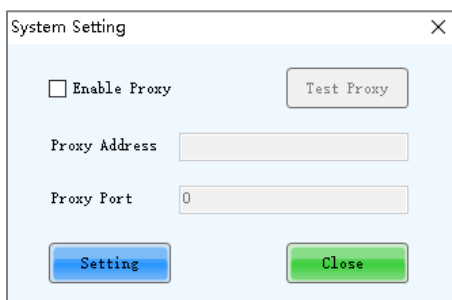 System Setting
Enable Proxy
Test Proxy
Proxy Address
Proxy Port
0
Setting
Close